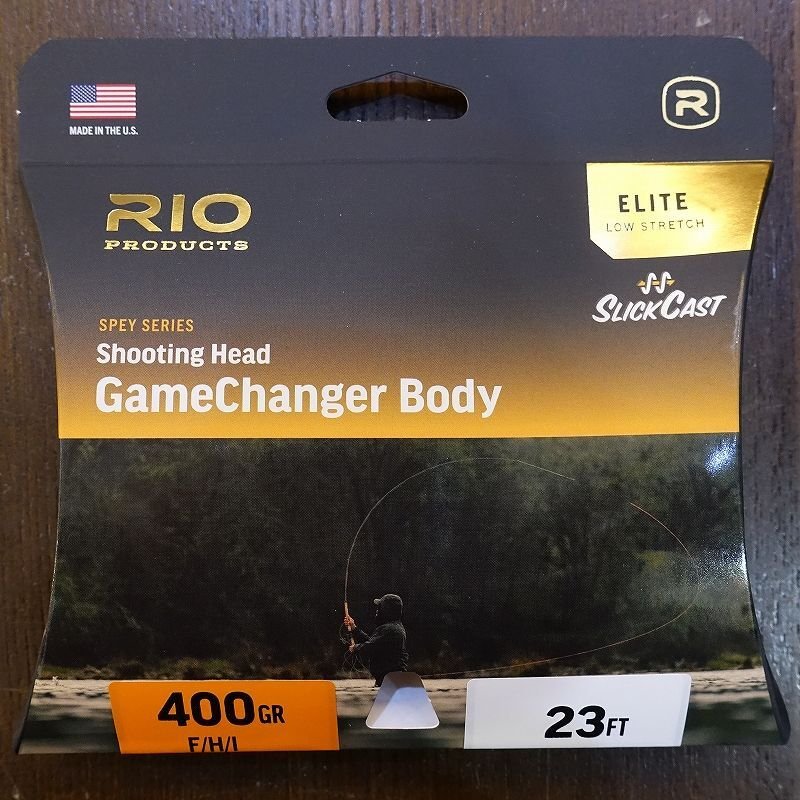 MADE IN THE U.S.
R
RIO
PRODUCTS
ELITE
LOW STRETCH
SLICKCAST
SPEY SERIES
Shooting Head
GameChanger Body
400GR
F/H/I
23FT